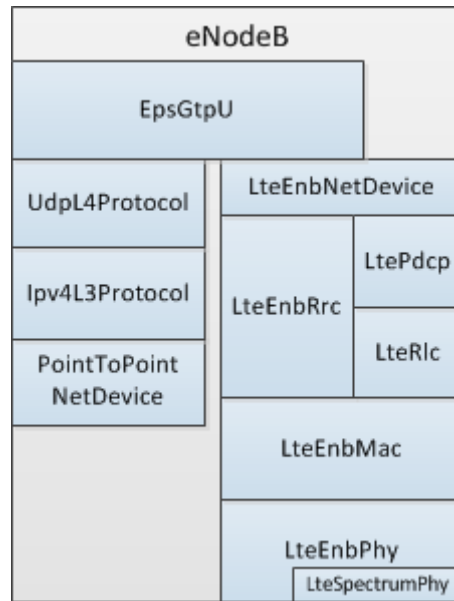 eNodeB
EpsGtpU
UdpL4Protocol
Ipv4L3Protocol
PointToPoint
NetDevice
LteEnbNetDevice
LteEnbRrc
LtePdcp
LteRlc
LteEnbMac
LteEnbPhy
LteSpectrumPhy